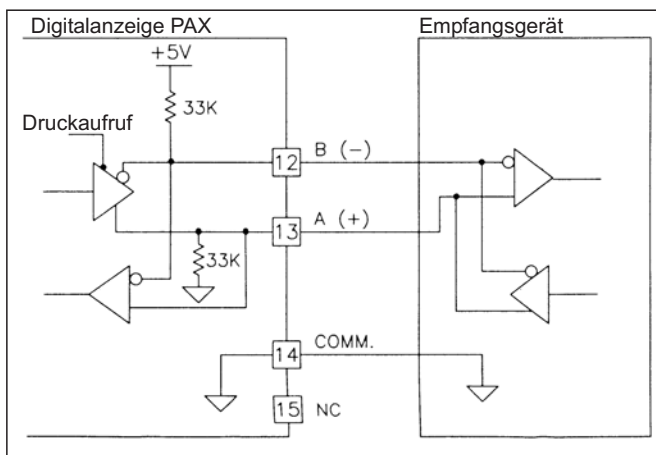 Digitalanzeige PAX
Empfangsgerät
+5V
33K
Druckaufruf
12 B (−)
13 A (+)
33K
14 COMM.
15 NC